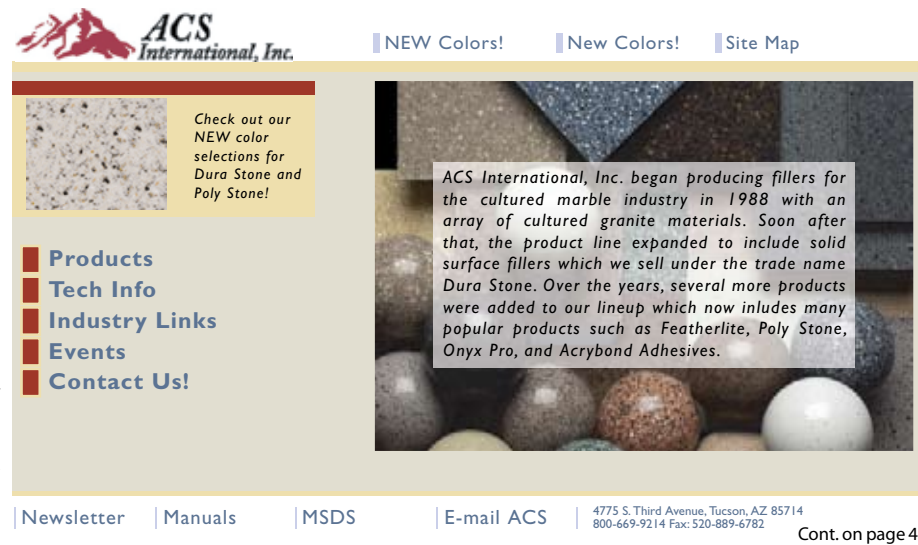 ACS
International, Inc.
NEW Colors!
New Colors!
Site Map
Check out our
NEW color
selections for
Dura Stone and
Poly Stone!
Products
Tech Info
Industry Links
Events
Contact Us!
ACS International, Inc. began producing fillers for
the cultured marble industry in 1988 with an
array of cultured granite materials. Soon after
that, the product line expanded to include solid
surface fillers which we sell under the trade name
Dura Stone. Over the years, several more products
were added to our lineup which now inludes many
popular products such as Featherlite, Poly Stone,
Onyx Pro, and Acrybond Adhesives.
Newsletter
Manuals
MSDS
E-mail ACS
4775 S. Third Avenue, Tucson, AZ 85714
800-669-9214 Fax: 520-889-6782
Cont. on page 4